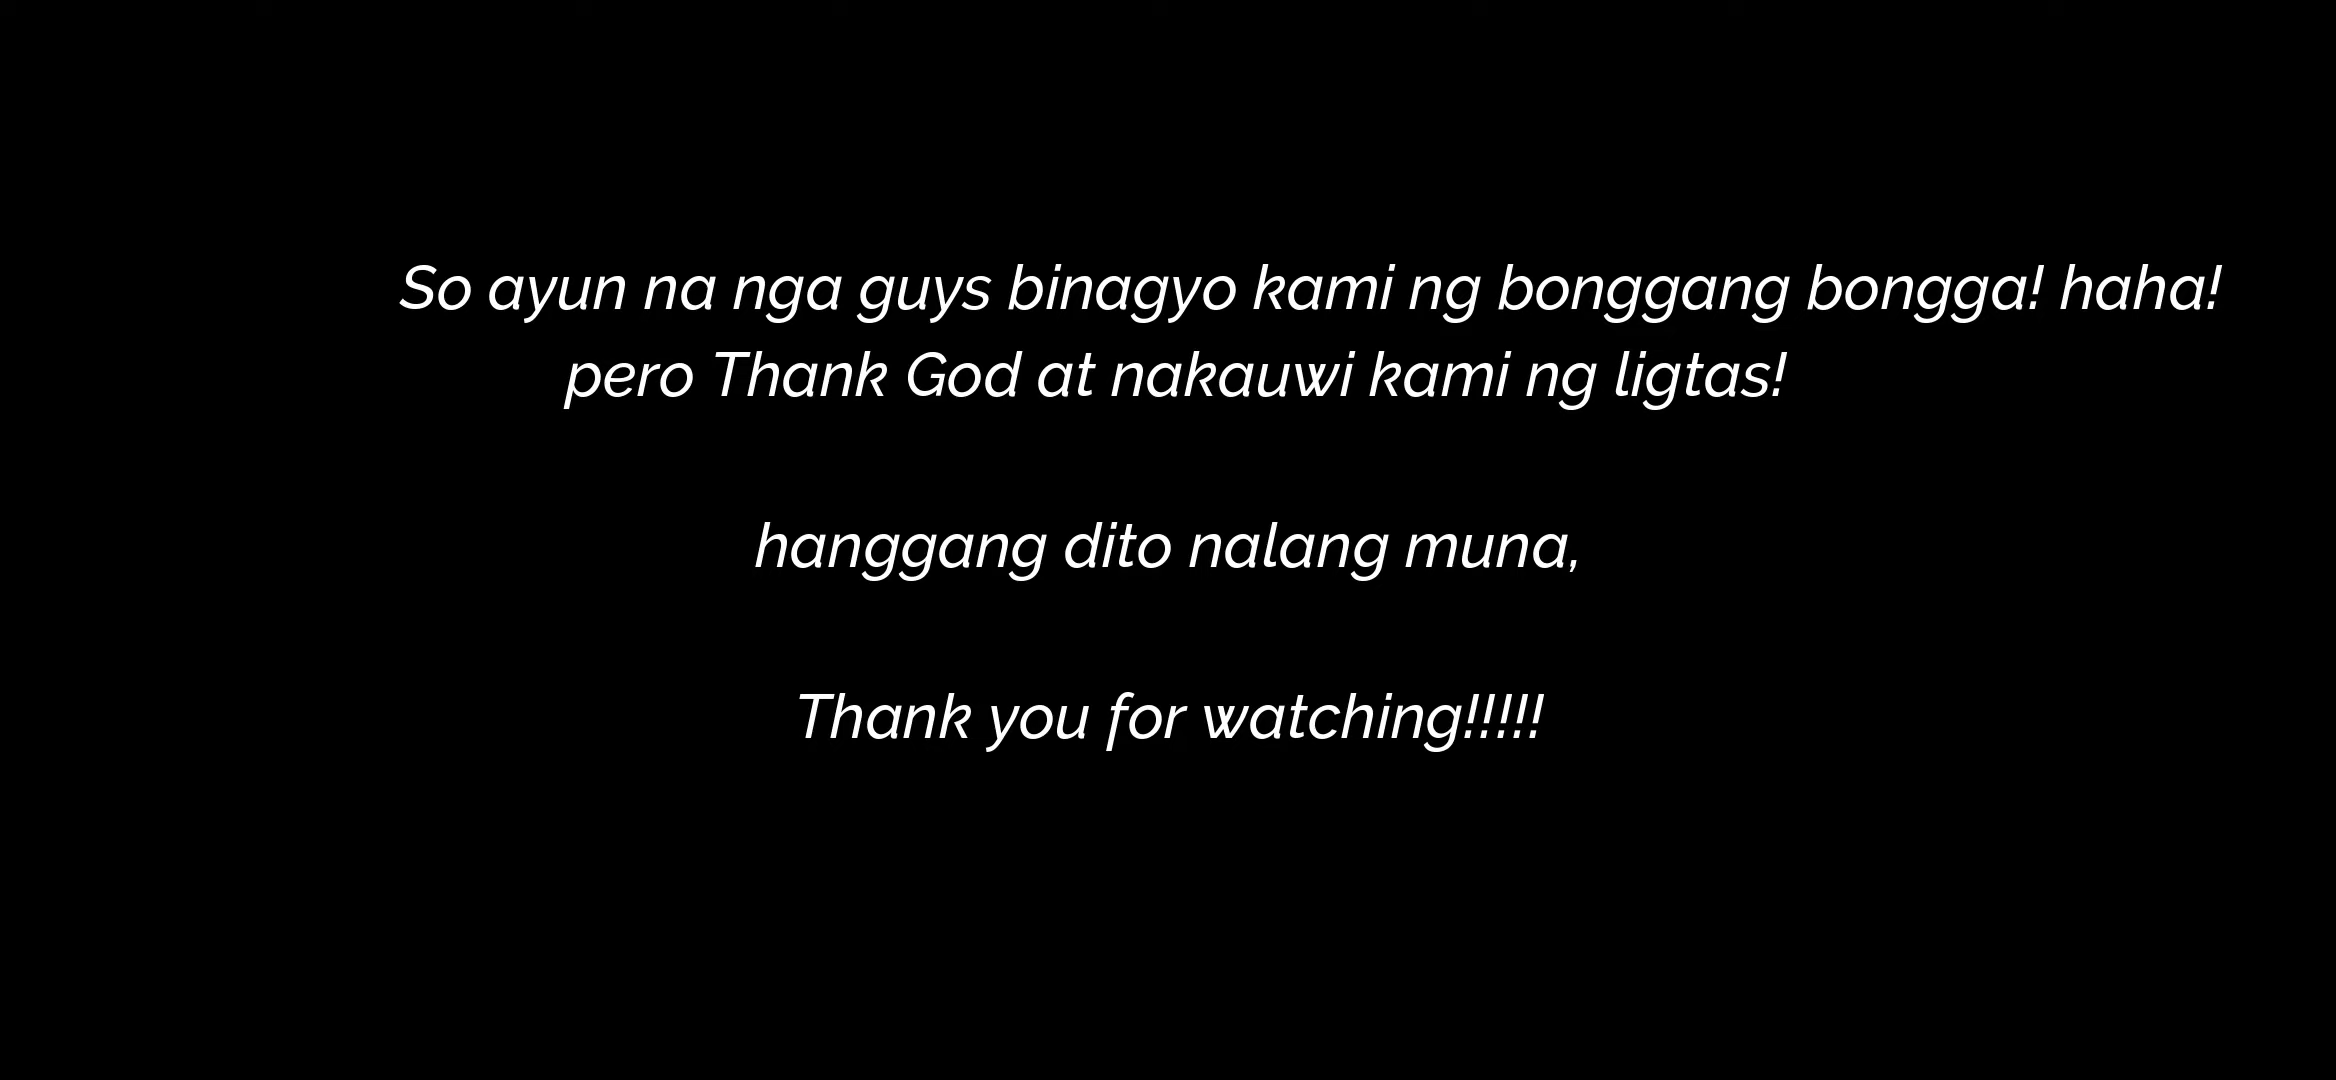 So ayun na nga guys binagyo kami ng bonggang bongga! haha!
pero Thank God at nakauwi kami ng ligtas!
hanggang dito nalang muna,
Thank you for watching!!!!!